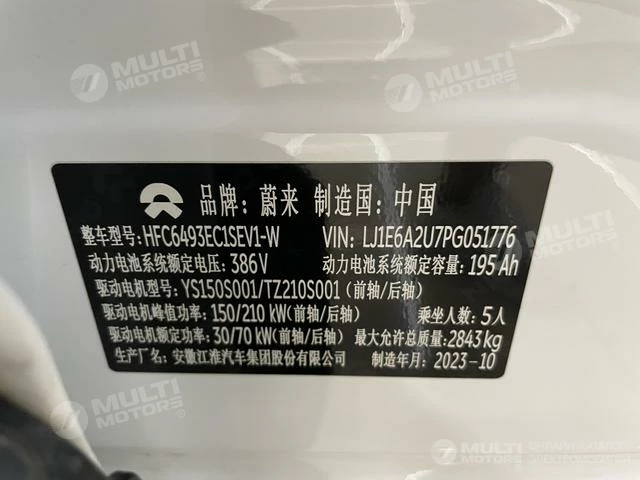 MULTI MOTORS
MULTI MOTORS
品牌: 蔚来 制造国: 中国
整车型号: HFC6493EC1SEV1-W VIN: LJ1E6A2U7PG051776
动力电池系统额定电压: 386V 动力电池系统额定容量: 195Ah
驱动电机型号: YS150S001/TZ210S001 (前轴/后轴)
驱动电机峰值功率: 150/210 kW (前轴/后轴) 乘坐人数: 5人
驱动电机额定功率: 30/70 kW (前轴/后轴) 最大允许总质量: 2843kg
生产厂名: 安徽江淮汽车集团股份有限公司 制造年月: 2023-10
MULTI MOTORS
MULTI MOTORS
ОНЛАЙН-КАТАЛОГ
ЭЛЕКТРОМОБИЛЕЙ